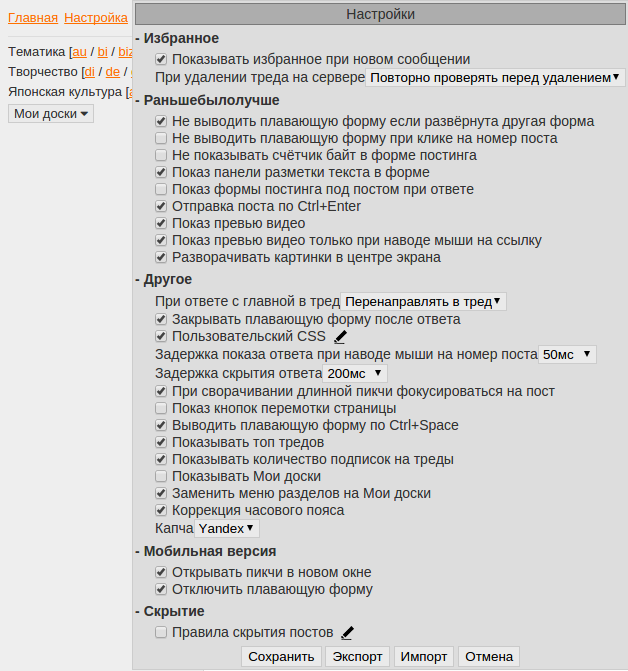 Главная Настройка
Тематика [au / bi / biz
Творчество [di / de /
Японская культура [
Мои доски
Настройки
- Избранное
Показывать избранное при новом сообщении
При удалении треда на сервере Повторно проверять перед удалением
- Раньшебылолучше
Не выводить плавающую форму если развёрнута другая форма
Не выводить плавающую форму при клике на номер поста
Не показывать счётчик байт в форме постинга
Показ панели разметки текста в форме
Показ формы постинга под постом при ответе
Отправка поста по Ctrl+Enter
Показ превью видео
Показ превью видео только при наводе мыши на ссылку
Разворачивать картинки в центре экрана
- Другое
При ответе с главной в тред Перенаправлять в тред
Закрывать плавающую форму после ответа
Пользовательский CSS
Задержка показа ответа при наводе мыши на номер поста 50мс
Задержка скрытия ответа 200мс
При сворачивании длинной пикчи фокусироваться на пост
Показ кнопок перемотки страницы
Выводить плавающую форму по Ctrl+Space
Показывать топ тредов
Показывать количество подписок на треды
Показывать Мои доски
Заменить меню разделов на Мои доски
Коррекция часового пояса
Капча Yandex
- Мобильная версия
Открывать пикчи в новом окне
Отключить плавающую форму
- Скрытие
Правила скрытия постов
Сохранить Экспорт Импорт Отмена